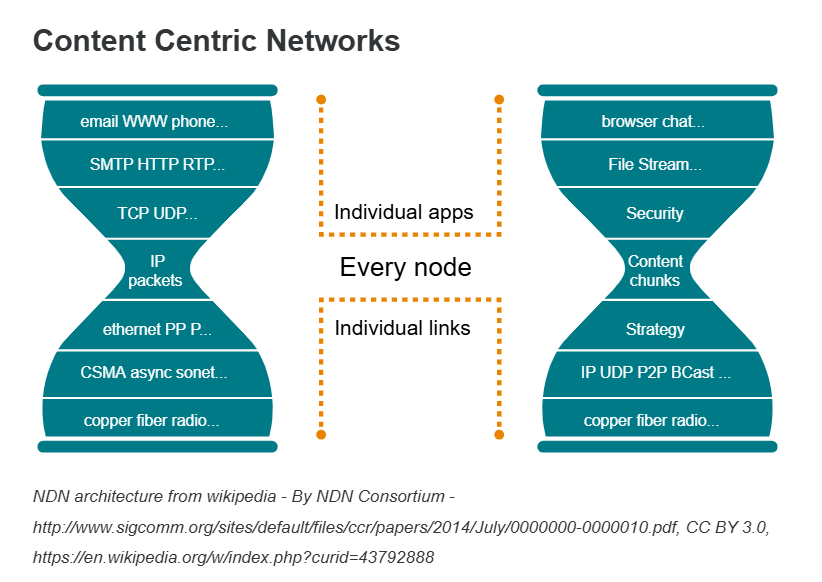 Content Centric Networks
email WWW phone...
SMTP HTTP RTP...
TCP UDP...
IP
packets
ethernet PP P...
CSMA async sonet...
copper fiber radio...
Individual apps
Every node
Individual links
browser chat...
File Stream...
Security
Content
chunks
Strategy
IP UDP P2P BCast ...
copper fiber radio...
NDN architecture from wikipedia - By NDN Consortium -
http://www.sigcomm.org/sites/default/files/ccr/papers/2014/July/0000000-0000010.pdf, CC BY 3.0,
https://en.wikipedia.org/w/index.php?curid=43792888